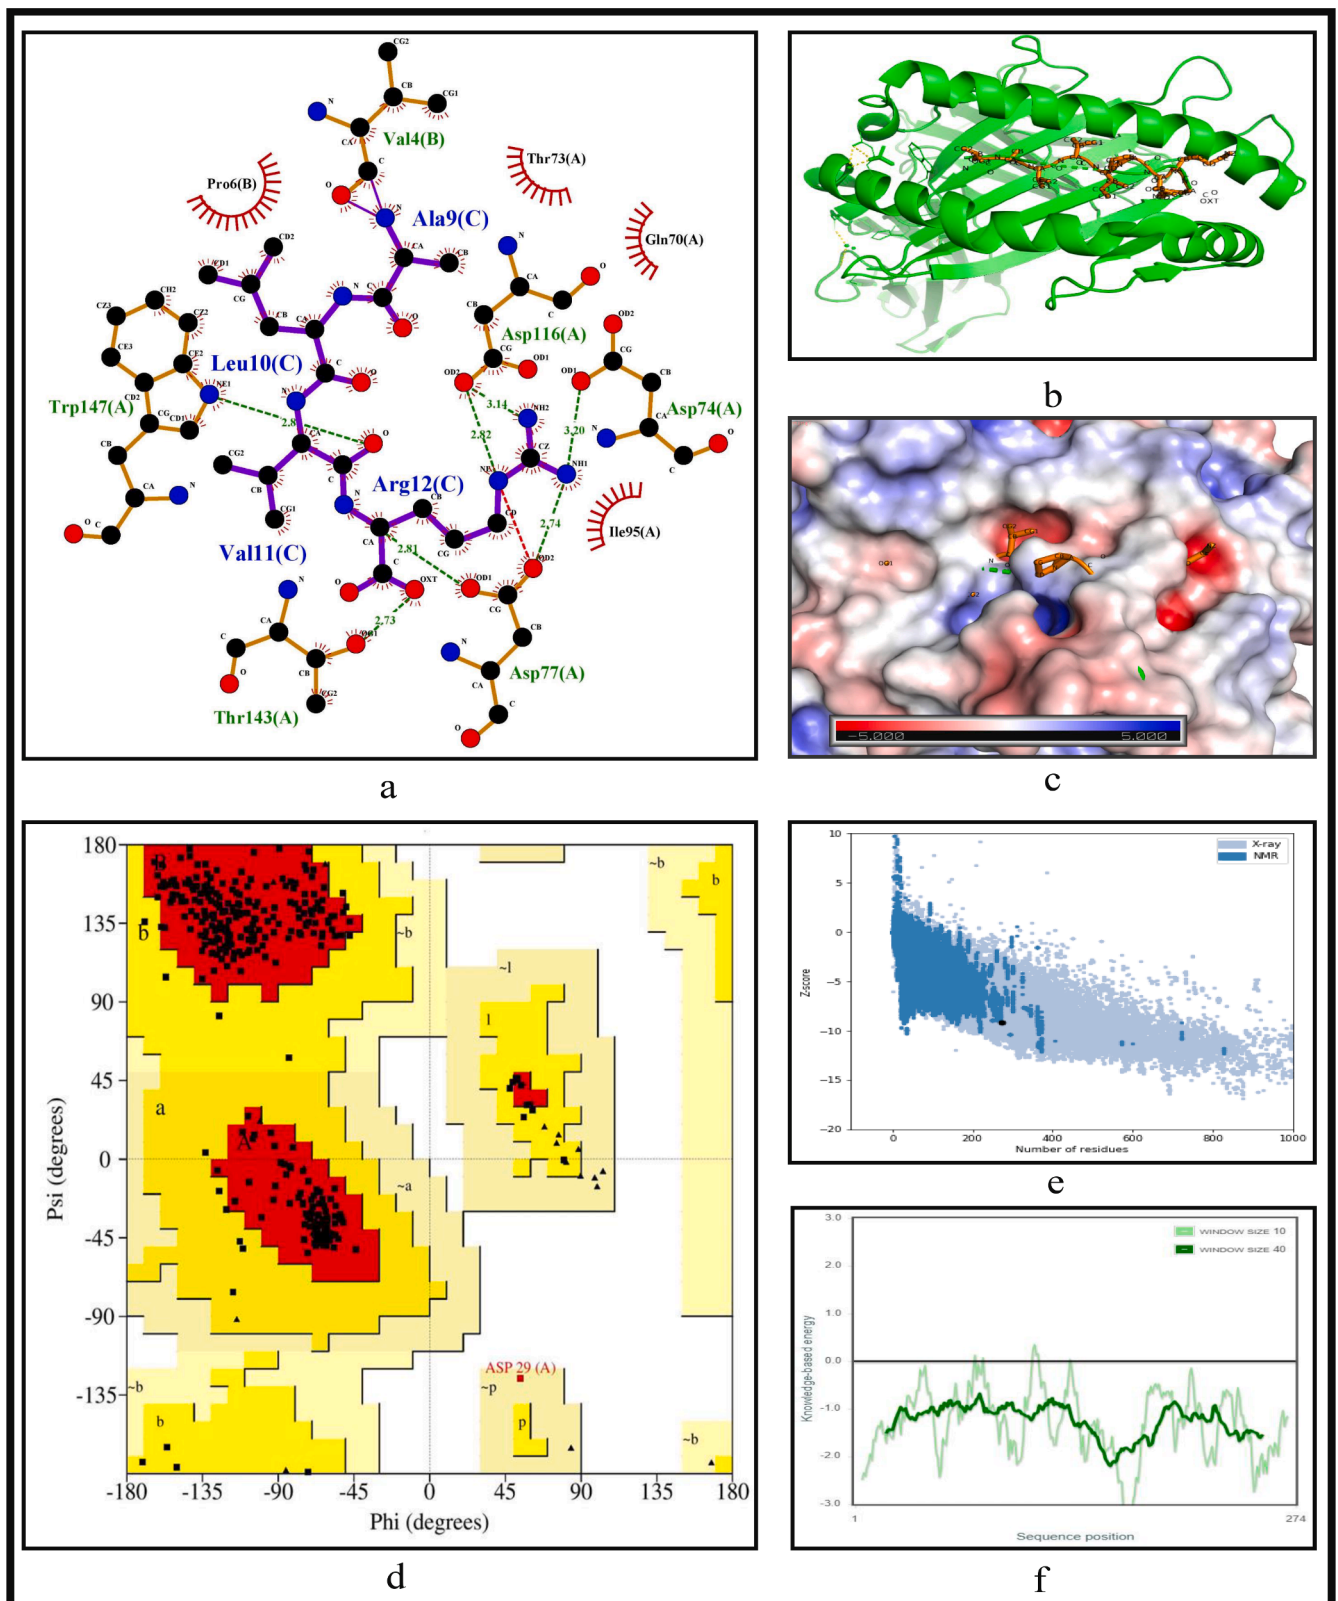 CG2
CB
CG1
N
CA
Val4(B)
C
O
Thr73(A)
Pro6(B)
N
Ala9(C)
Gln70(A)
CD2
CA
CB
N
CD1
CG
N
C
CA
O
CH2
CZ3
CZ2
CB
CA
O
CB
C
OD2
Asp116(A)
CE3
CE2
Leu10(C)
C
O
CG
OD1
CG
CD2
NE1
OD2
OD1
CB
Trp147(A)
N
3.14
NH2
Asp74(A)
CG
CD1
2.8
O
CA
CB
CA
2.82
CZ
3.20
N
O
CG2
C
C
CB
Arg12(C)
NH1
CA
N
CB
N
CG1
CB
CD
2.74
Ile95(A)
O
C
Val11(C)
CA
2.81
CG
C
OD1
OD2
N
O
OXT
CG
CA
2.73
CB
C
OG1
N
O
CB
CA
Asp77(A)
CG2
Thr143(A)
C
O
a
OXT
b
-5.000
5.000
c
180
135
90
45
0
-45
-90
-135
Psi (degrees)
B
b
~b
~b
b
~l
l
a
A
~a
ASP 29 (A)
~b
~p
b
p
~b
-180
-135
-90
-45
0
45
90
135
180
Phi (degrees)
d
10
5
0
−5
−10
−15
−20
Z-score
X-ray
NMR
0
200
400
600
800
1000
Number of residues
e
3.0
2.0
1.0
0.0
-1.0
-2.0
-3.0
Knowledge-based energy
WINDOW SIZE 10
WINDOW SIZE 40
1
274
Sequence position
f